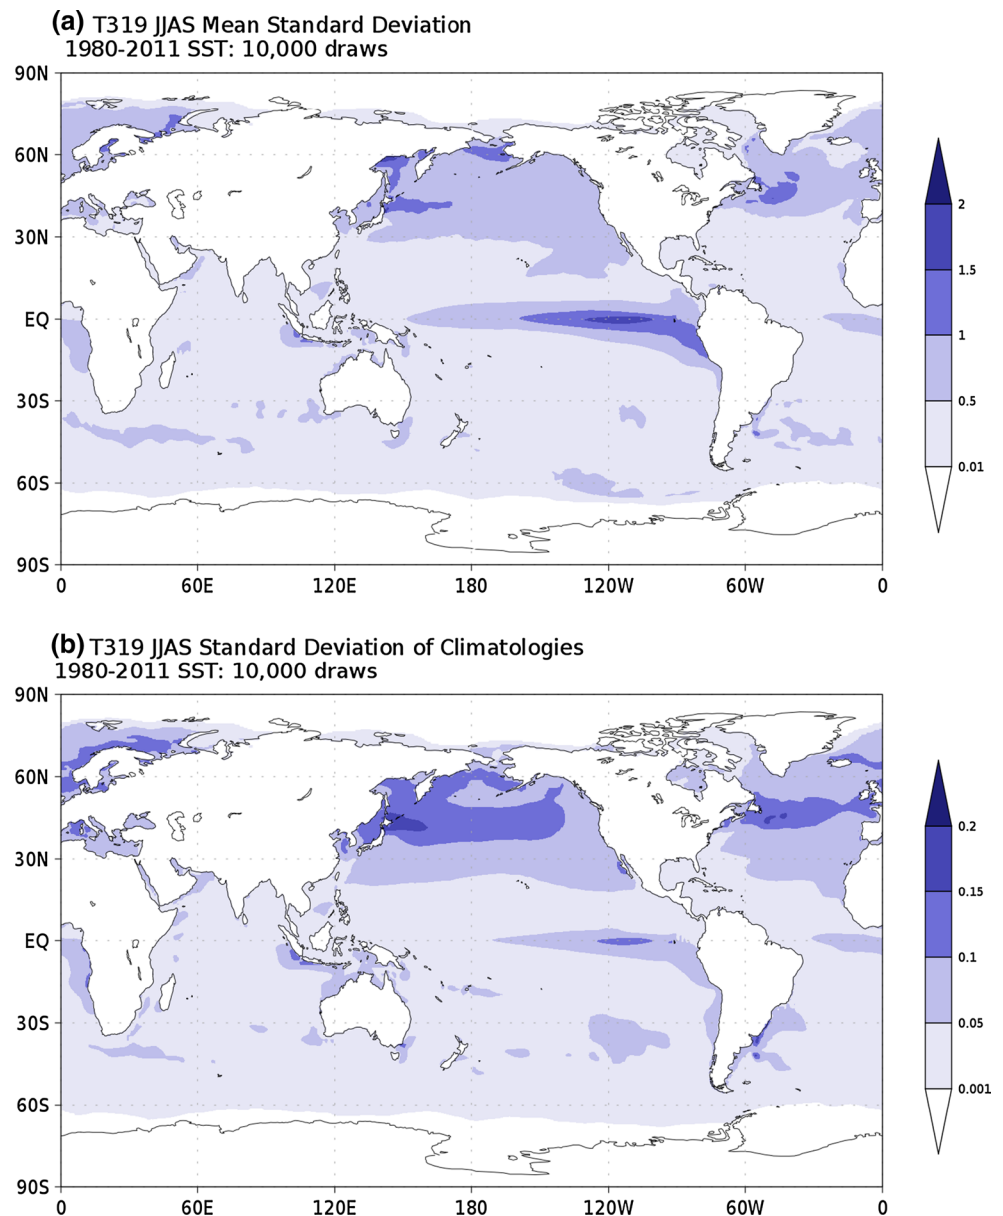 (a) T319 JJAS Mean Standard Deviation
1980-2011 SST: 10,000 draws
90N
60N
30N
EQ
30S
60S
90S
0 60E 120E 180 120W 60W 0
2
1.5
1
0.5
0.01
(b) T319 JJAS Standard Deviation of Climatologies
1980-2011 SST: 10,000 draws
90N
60N
30N
EQ
30S
60S
90S
0 60E 120E 180 120W 60W 0
0.2
0.15
0.1
0.05
0.001